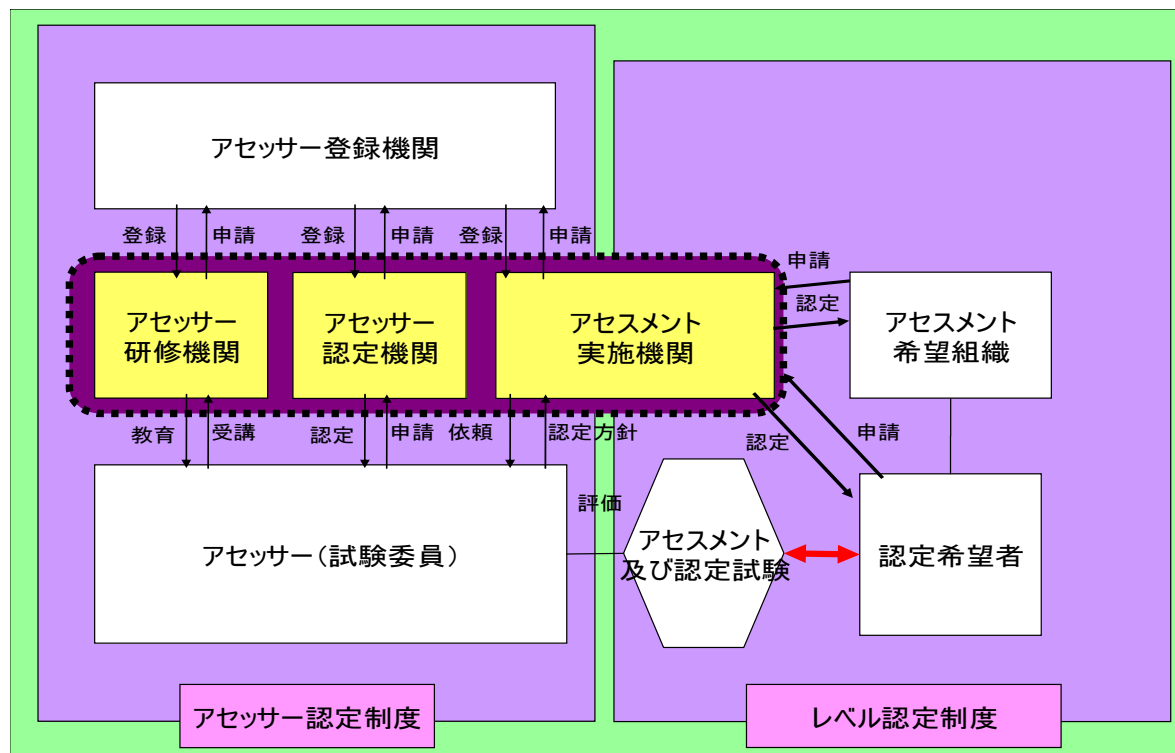 アセッサー登録機関
登録
申請
登録
申請
登録
申請
アセッサー
研修機関
アセッサー
認定機関
アセスメント
実施機関
申請
認定
アセスメント
希望組織
教育
受講
認定
申請
依頼
認定方針
認定
申請
アセッサー(試験委員)
評価
アセスメント
及び認定試験
認定希望者
アセッサー認定制度
レベル認定制度